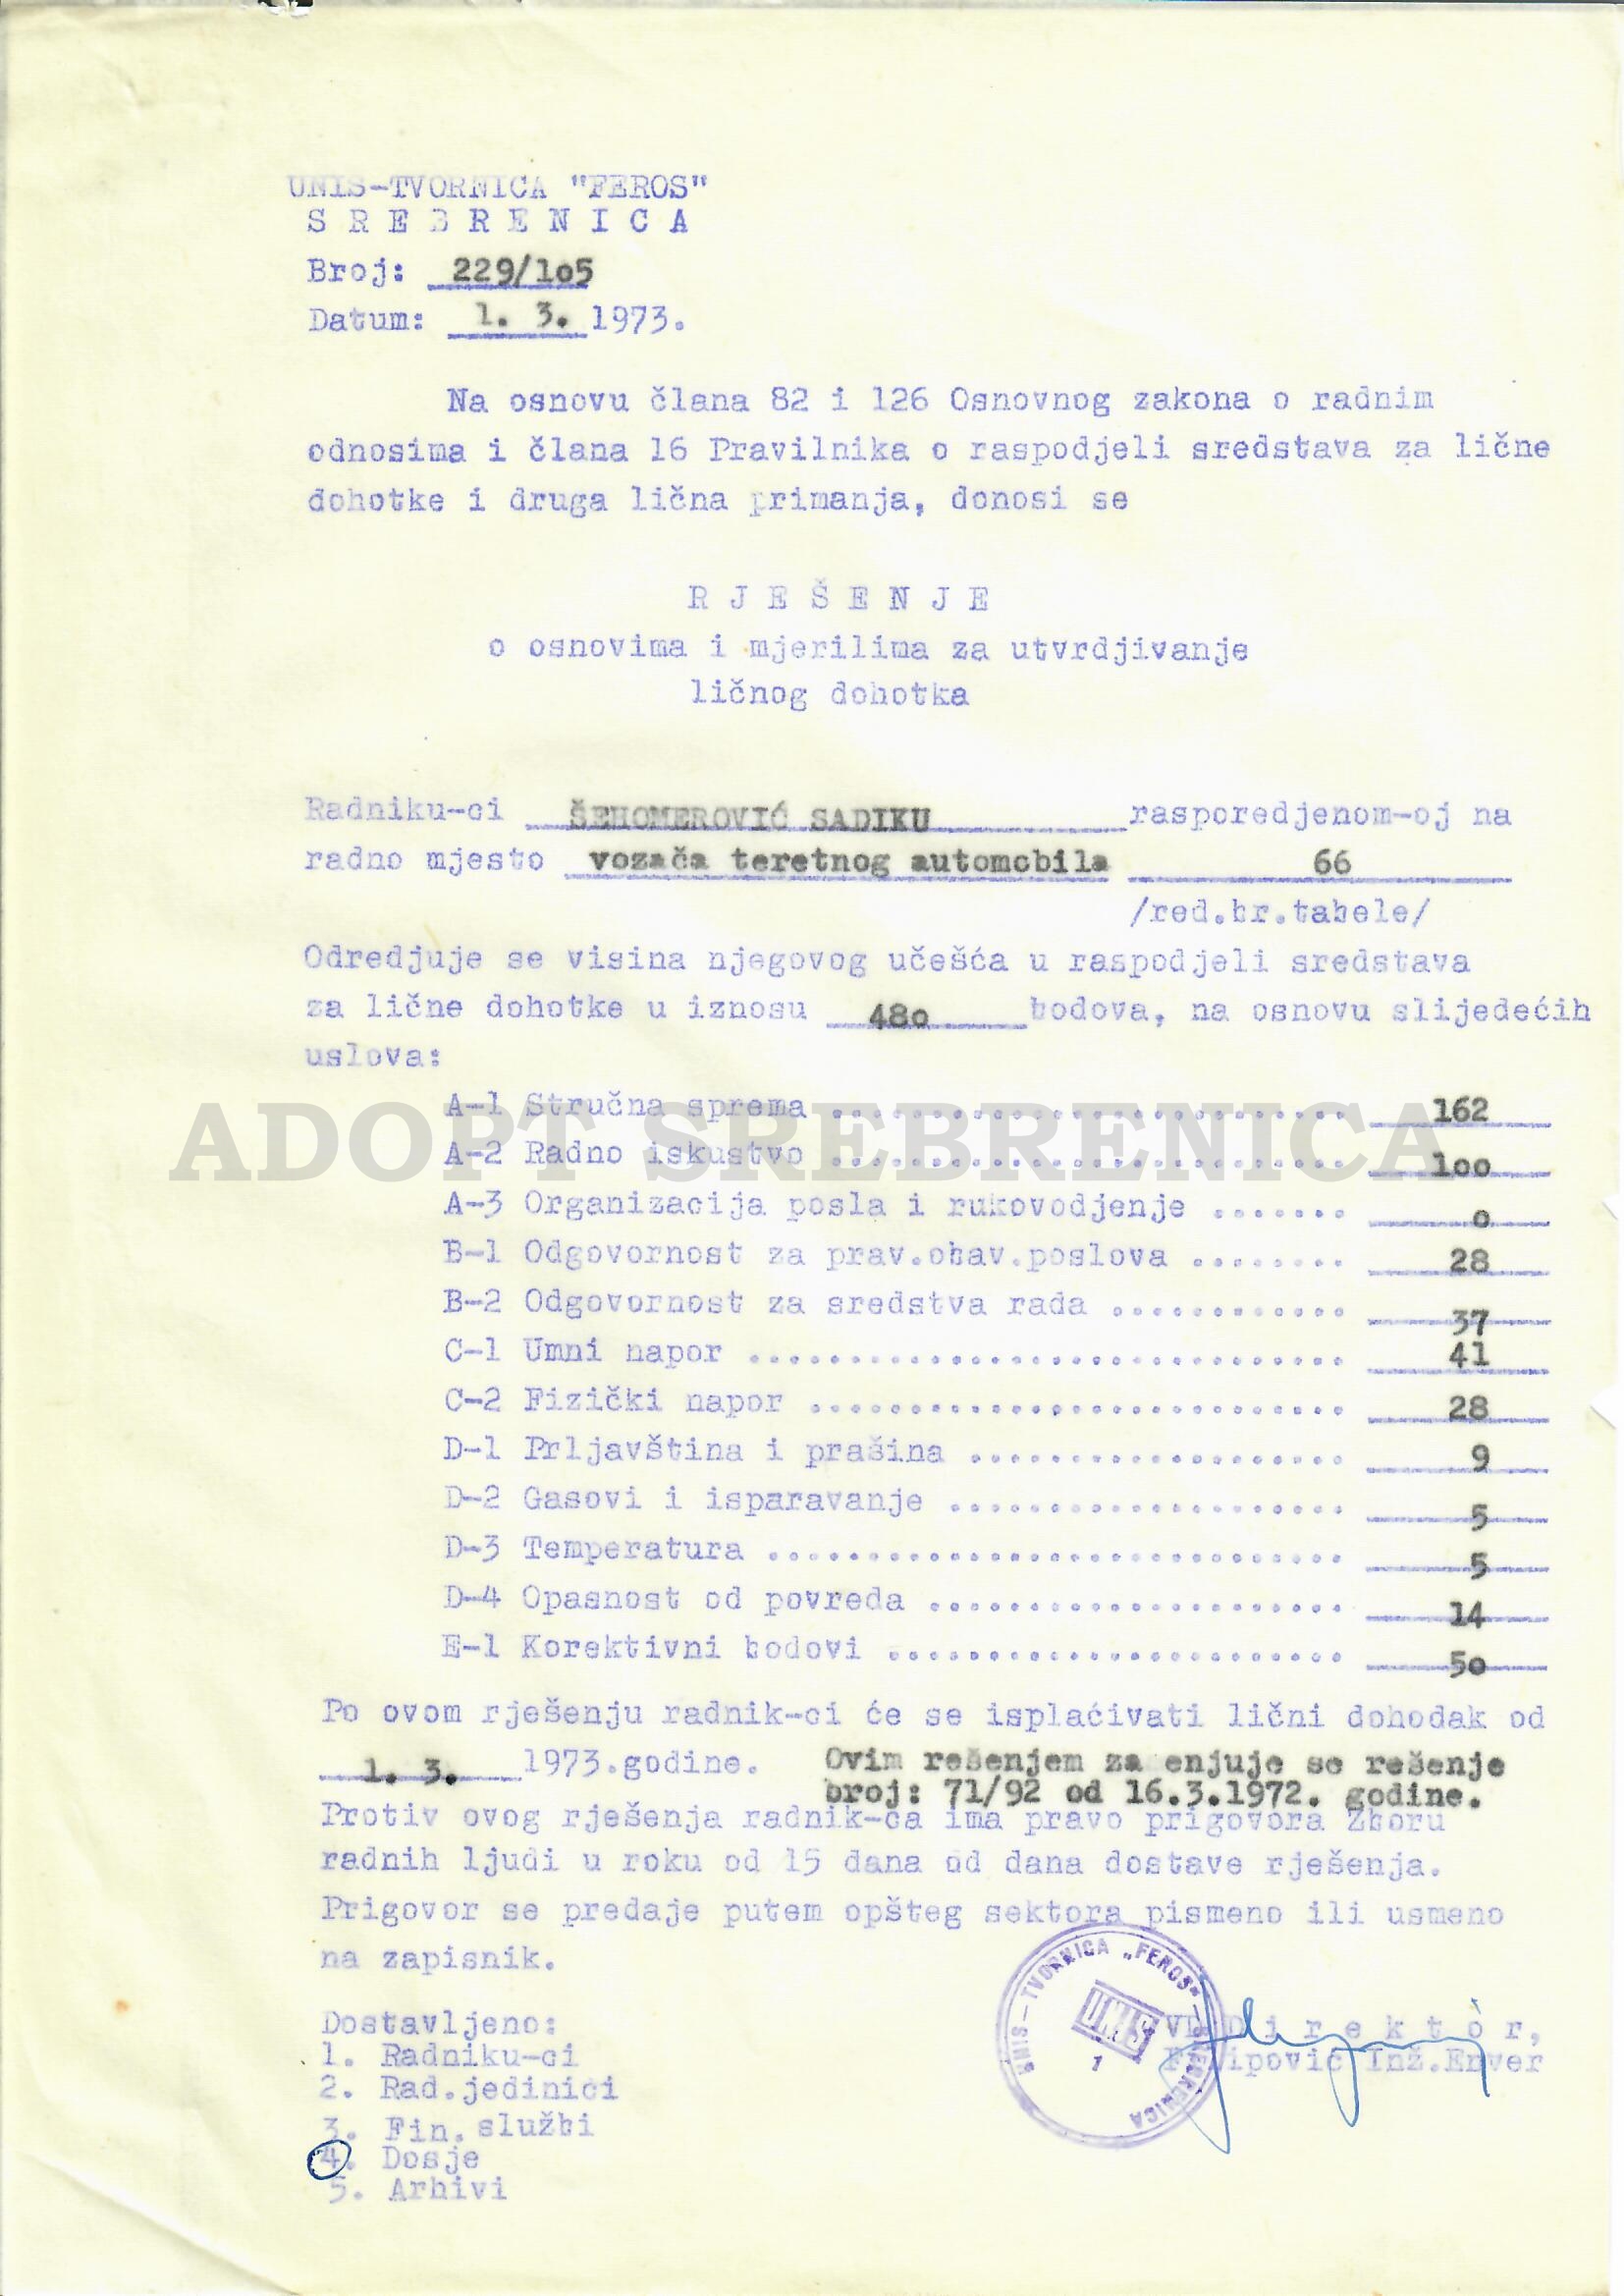 UNIS-TVORNICA "FEROS"
S R E B R E N I C A
Broj: 229/1o5
Datum: 1. 3. 1973.
Na osnovu člana 82 i 126 Osnovnog zakona o radnim
odnosima i člana 16 Pravilnika o raspodjeli sredstava za lične
dohotke i druga lična primanja, donosi se
R J E Š E N J E
o osnovima i mjerilima za utvrdjivanje
ličnog dohotka
Radniku-ci ŠEHOMEROVIĆ SADIKU rasporedjenom-oj na
radno mjesto vozača teretnog automobila 66
/red.br.tabele/
Odredjuje se visina njegovog učešća u raspodjeli sredstava
za lične dohotke u iznosu 48o bodova, na osnovu slijedećih
uslova:
A-1 Stručna sprema .......................... 162
A-2 Radno iskustvo .......................... 1oo
A-3 Organizacija posla i rukovodjenje ....... o
B-1 Odgovornost za prav.obav.poslova ........ 28
B-2 Odgovornost za sredstva rada ............ 37
C-1 Umni napor .............................. 41
C-2 Fizički napor ........................... 28
D-1 Prljavština i prašina ................... 9
D-2 Gasovi i isparavanje .................... 5
D-3 Temperatura ............................. 5
D-4 Opasnost od povreda ..................... 14
E-1 Korektivni bodovi ....................... 5o
ADOPT SREBRENICA
Po ovom rješenju radnik-ci će se isplaćivati lični dohodak od
1. 3. 1973.godine. Ovim rešenjem za enjuje se rešenje
broj: 71/92 od 16.3.1972. godine.
Protiv ovog rješenja radnik-ca ima pravo prigovora Zboru
radnih ljudi u roku od 15 dana od dana dostave rješenja.
Prigovor se predaje putem opšteg sektora pismeno ili usmeno
na zapisnik.
UNIS-TVORNICA „FEROS" - SREBRENICA
UNIS
1
VD D i r e k t o r,
Filipović Inž.Enver
Dostavljeno:
1. Radniku-ci
2. Rad.jedinici
3. Fin. službi
4. Dosje
5. Arhivi